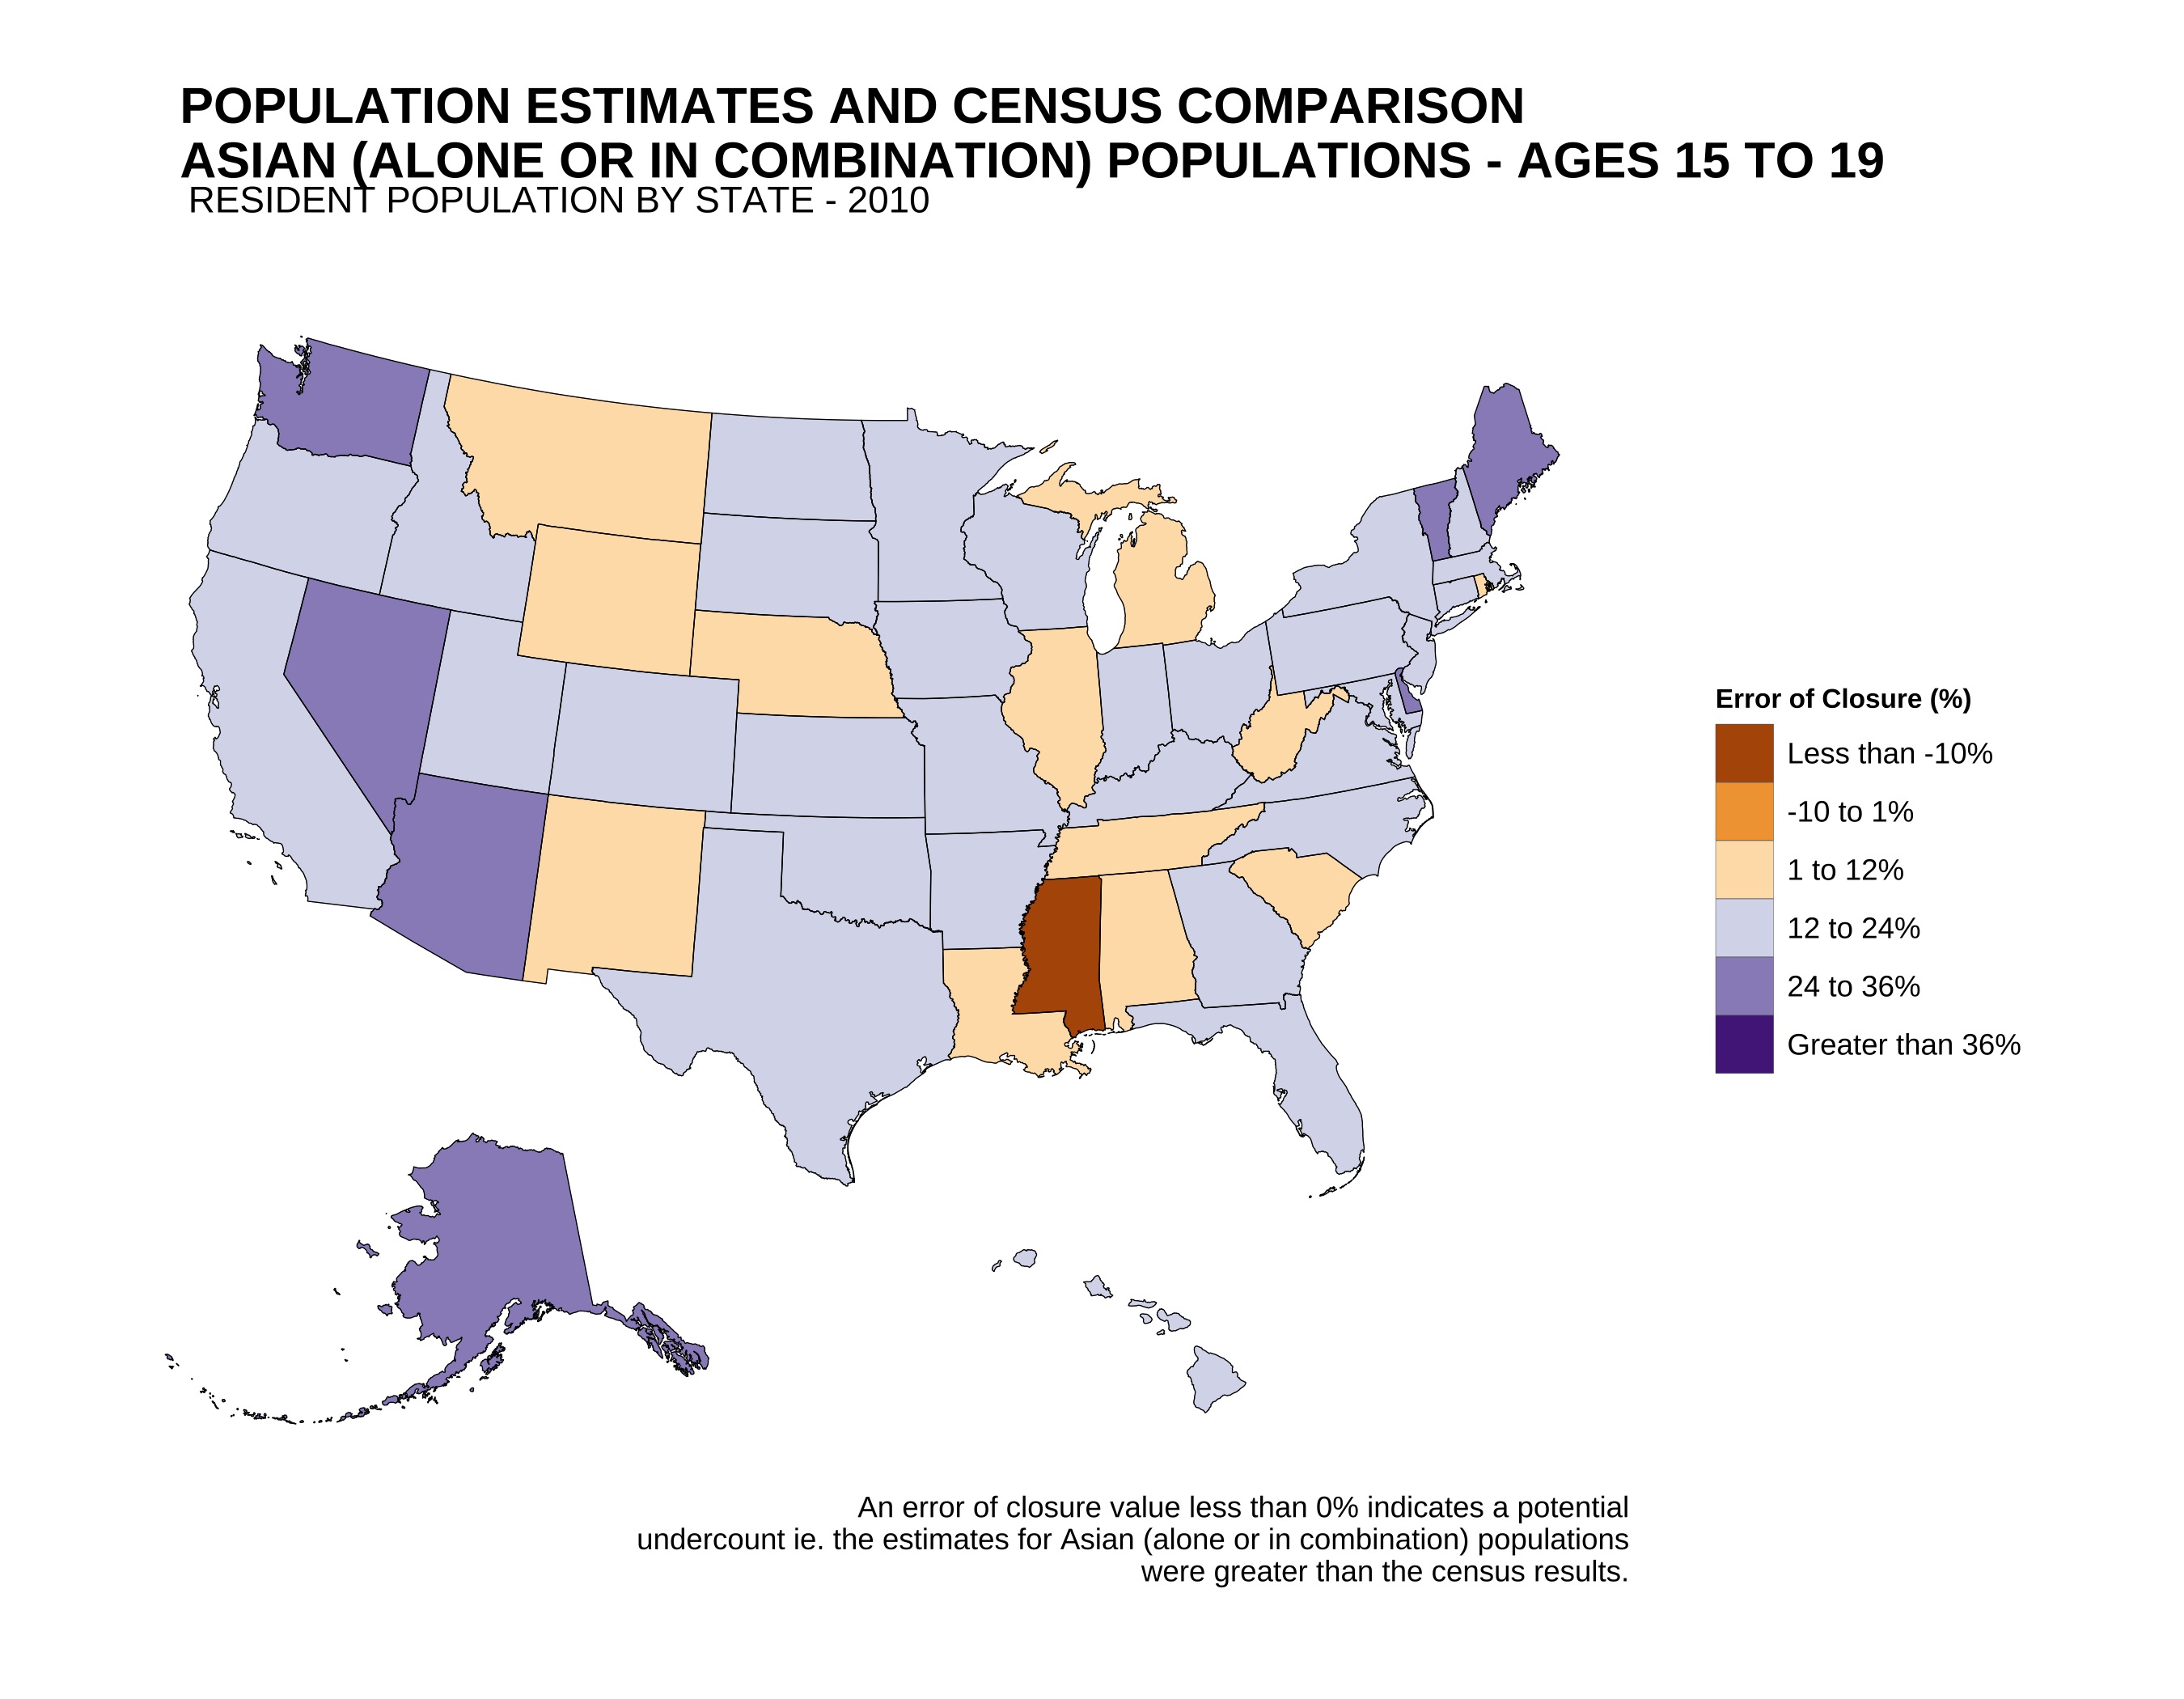 POPULATION ESTIMATES AND CENSUS COMPARISON
ASIAN (ALONE OR IN COMBINATION) POPULATIONS - AGES 15 TO 19
RESIDENT POPULATION BY STATE - 2010
Error of Closure (%)
Less than -10%
-10 to 1%
1 to 12%
12 to 24%
24 to 36%
Greater than 36%
An error of closure value less than 0% indicates a potential
undercount ie. the estimates for Asian (alone or in combination) populations
were greater than the census results.